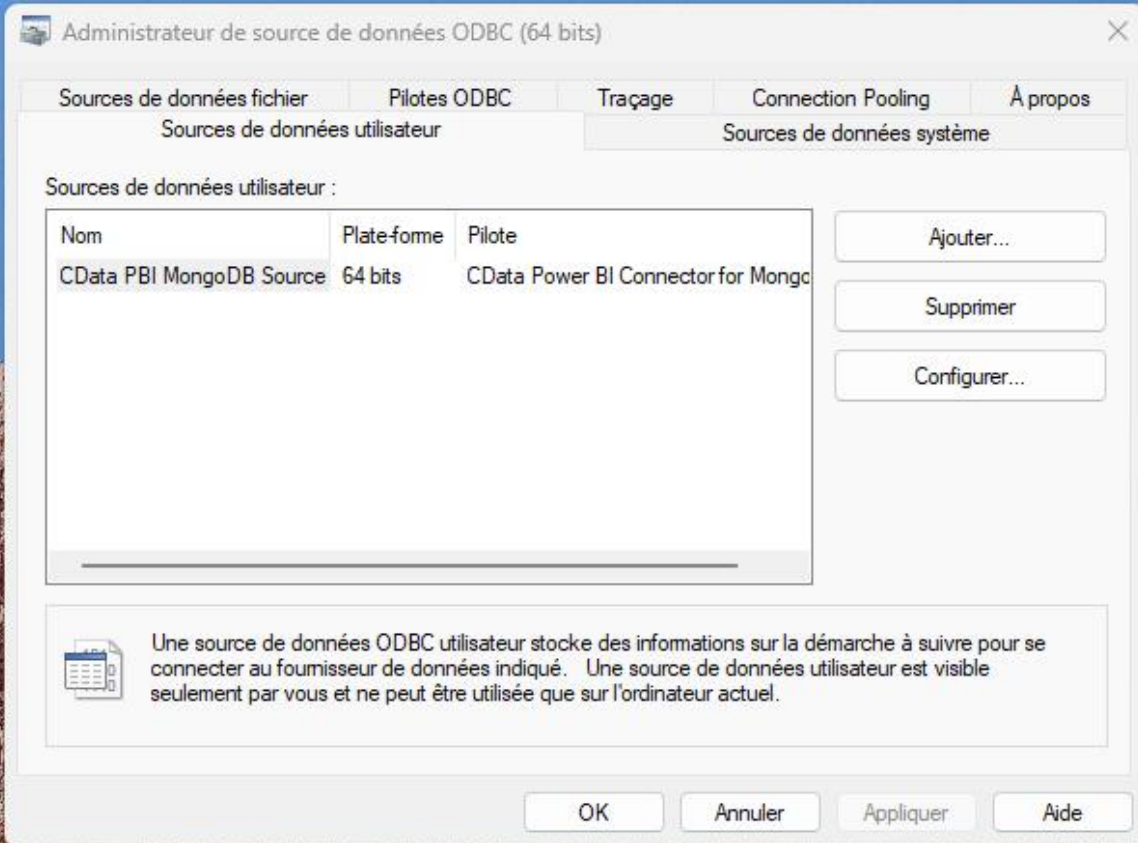 Administrateur de source de données ODBC (64 bits)
Sources de données fichier Pilotes ODBC Traçage Connection Pooling À propos
Sources de données utilisateur Sources de données système
Sources de données utilisateur :
Nom Plate-forme Pilote
CData PBI MongoDB Source 64 bits CData Power BI Connector for Mongo
Ajouter...
Supprimer
Configurer...
Une source de données ODBC utilisateur stocke des informations sur la démarche à suivre pour se
connecter au fournisseur de données indiqué. Une source de données utilisateur est visible
seulement par vous et ne peut être utilisée que sur l'ordinateur actuel.
OK Annuler Appliquer Aide